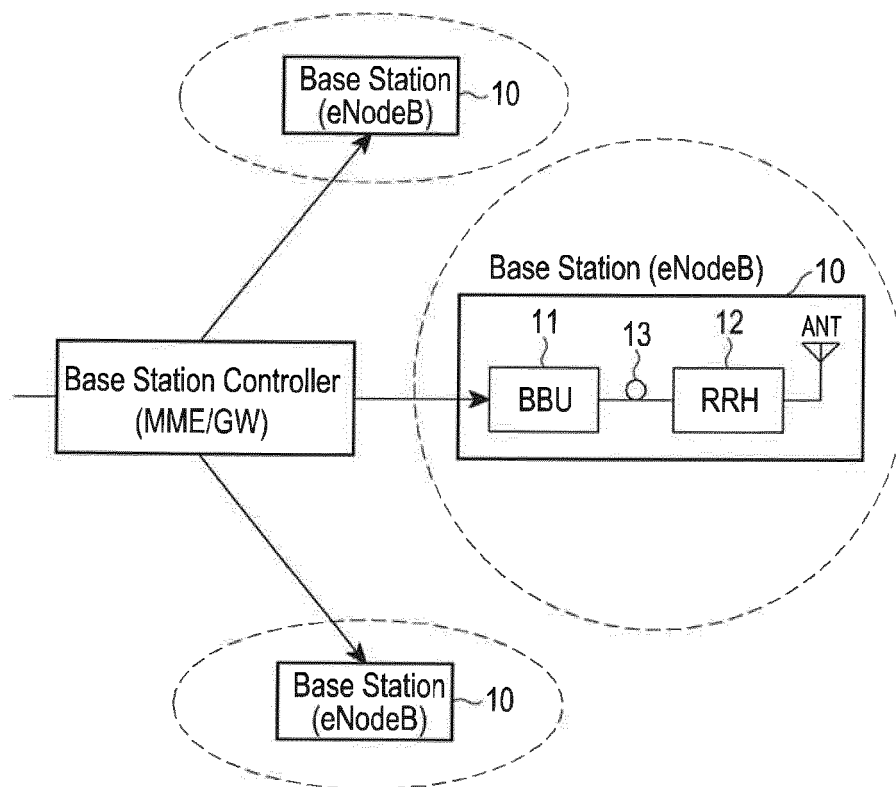 Base Station
(eNodeB)
10
Base Station (eNodeB)
10
11
13
12
ANT
BBU
RRH
Base Station Controller
(MME/GW)
Base Station
(eNodeB)
10